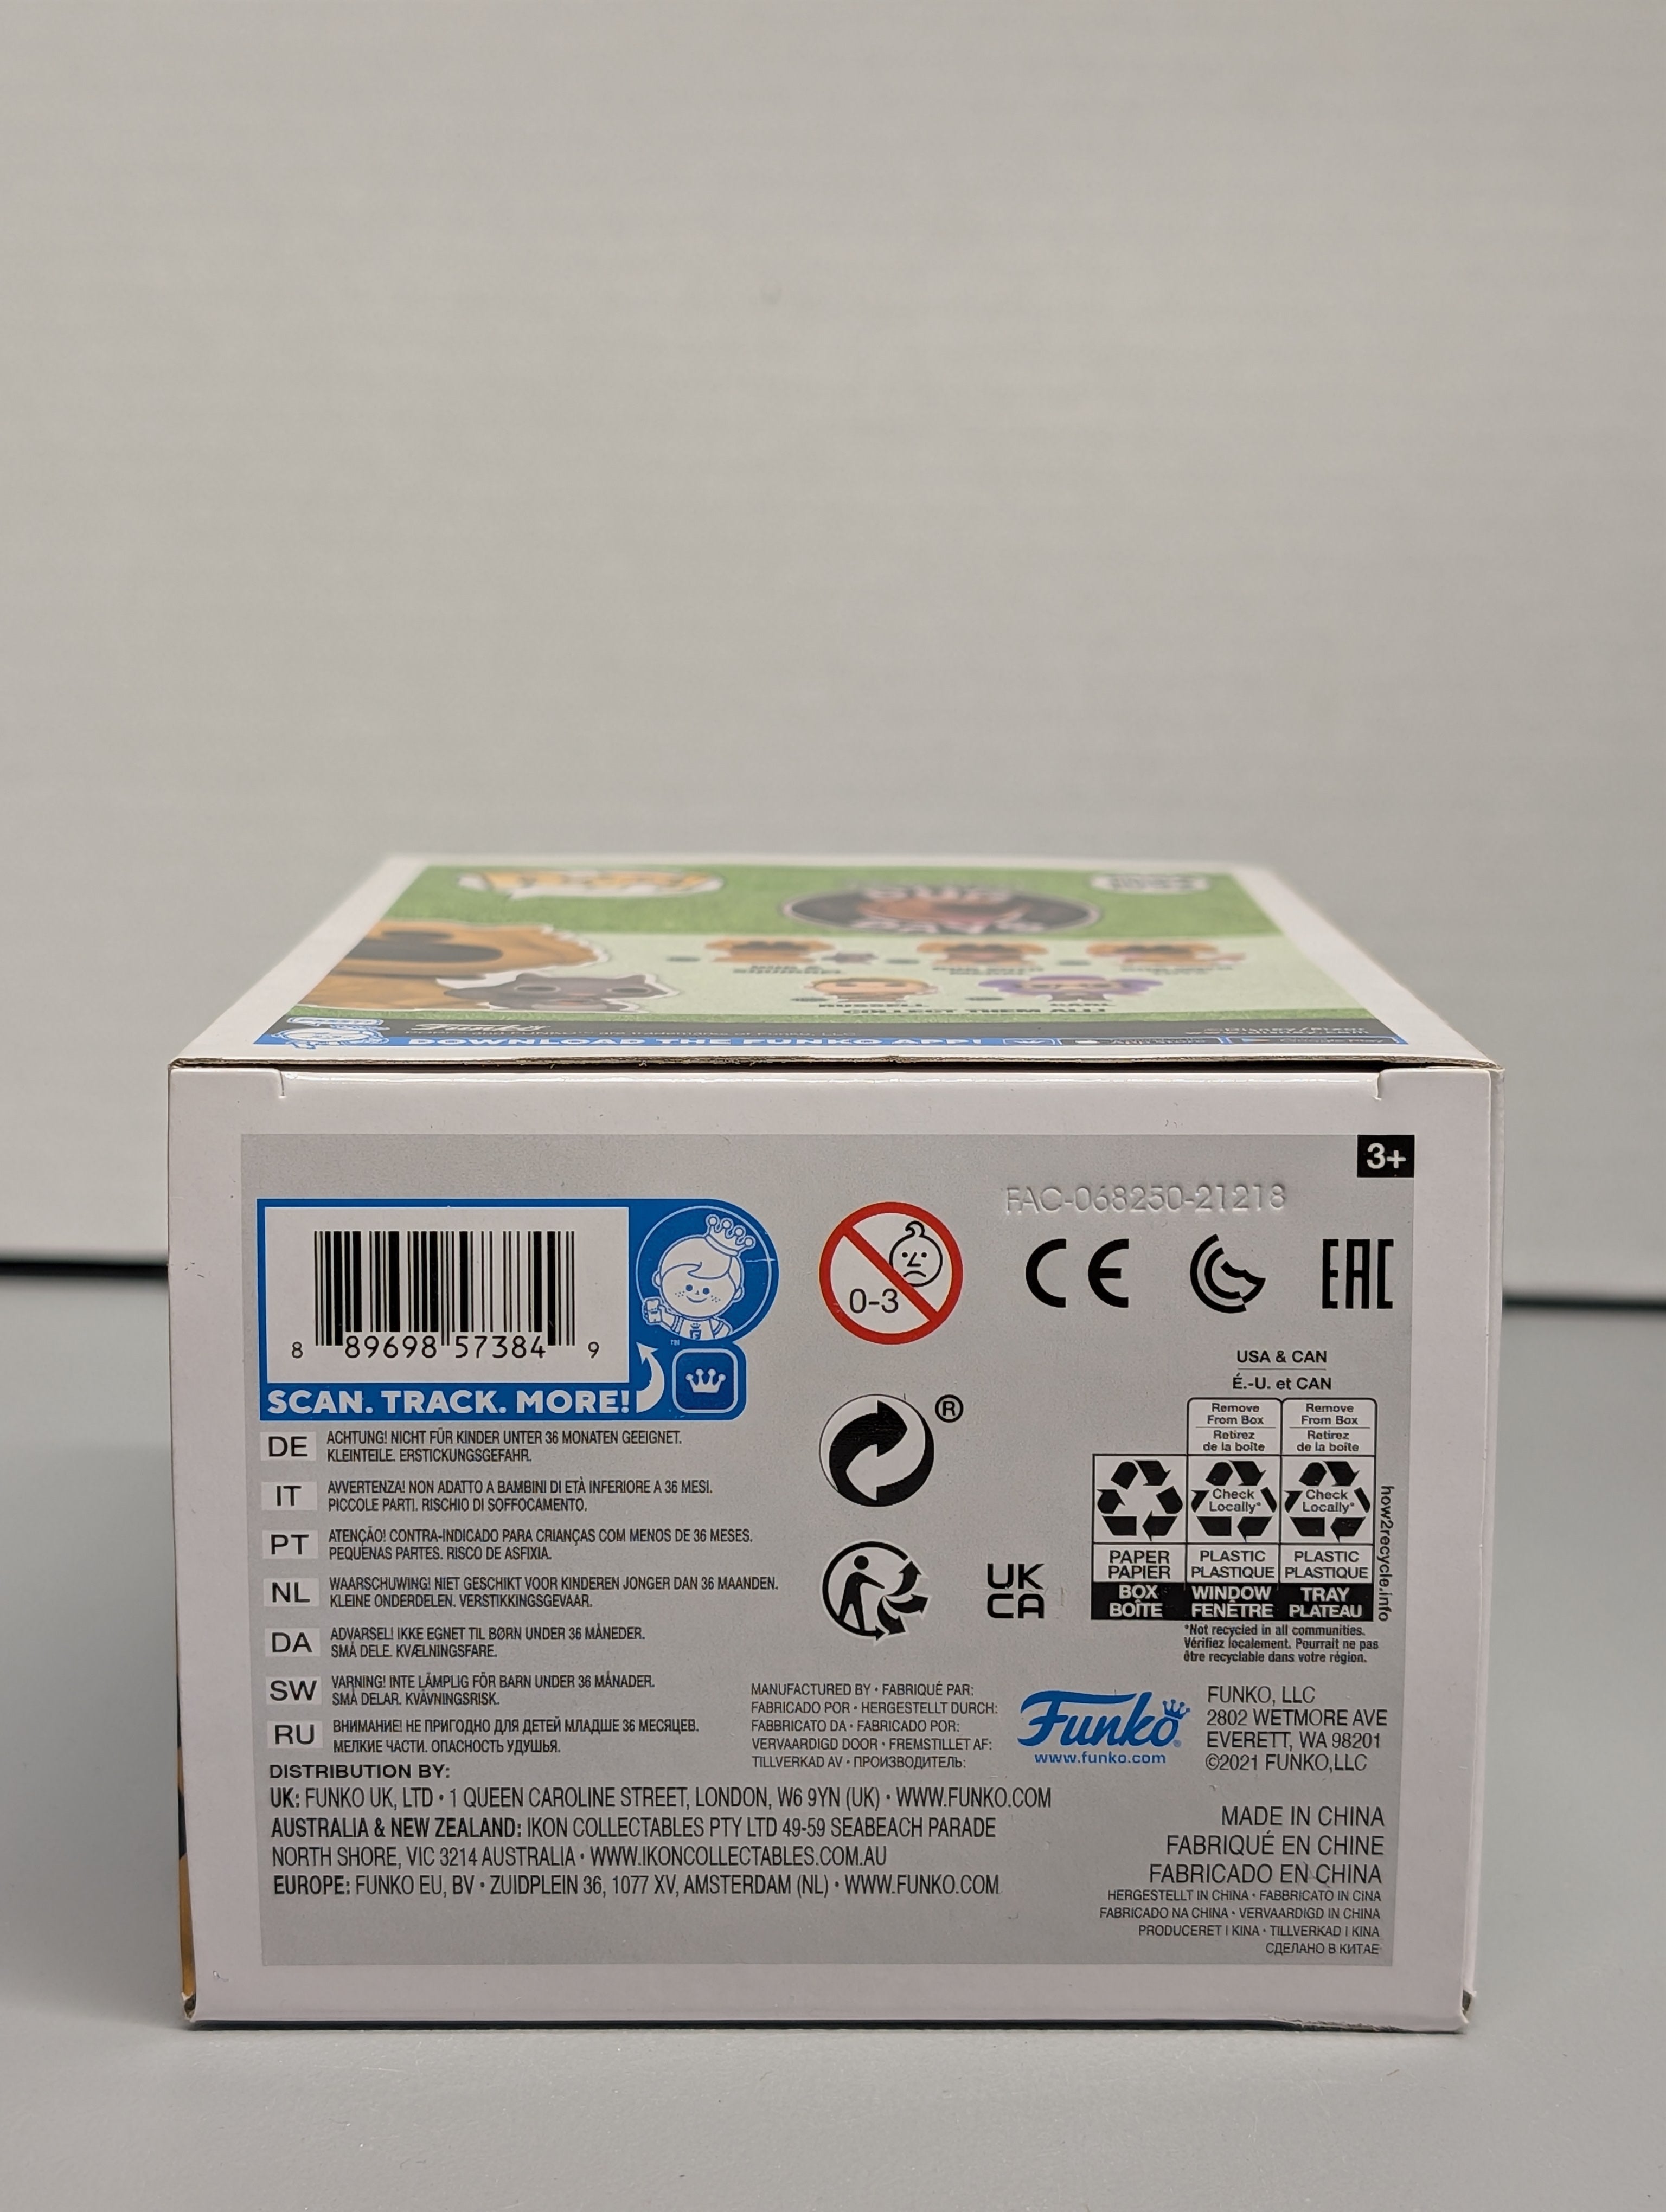 RUSSELL
COLLECT THEM ALL!
Funko
DOWNLOAD THE FUNKO APP!
3+
FAC-068250-21218
8 89698 57384 9
SCAN. TRACK. MORE!
TM
0-3
CE
EAC
®
UK
CA
USA & CAN
É.-U. et CAN
Remove
From Box
Retirez
de la boîte
Remove
From Box
Retirez
de la boîte
Check
Locally*
Check
Locally*
PAPER
PAPIER
PLASTIC
PLASTIQUE
PLASTIC
PLASTIQUE
BOX
BOÎTE
WINDOW
FENÊTRE
TRAY
PLATEAU
how2recycle.info
*Not recycled in all communities.
Vérifiez localement. Pourrait ne pas
être recyclable dans votre région.
DE ACHTUNG! NICHT FÜR KINDER UNTER 36 MONATEN GEEIGNET.
KLEINTEILE. ERSTICKUNGSGEFAHR.
IT AVVERTENZA! NON ADATTO A BAMBINI DI ETÀ INFERIORE A 36 MESI.
PICCOLE PARTI. RISCHIO DI SOFFOCAMENTO.
PT ATENÇÃO! CONTRA-INDICADO PARA CRIANÇAS COM MENOS DE 36 MESES.
PEQUENAS PARTES. RISCO DE ASFIXIA.
NL WAARSCHUWING! NIET GESCHIKT VOOR KINDEREN JONGER DAN 36 MAANDEN.
KLEINE ONDERDELEN. VERSTIKKINGSGEVAAR.
DA ADVARSEL! IKKE EGNET TIL BØRN UNDER 36 MÅNEDER.
SMÅ DELE. KVÆLNINGSFARE.
SW VARNING! INTE LÄMPLIG FÖR BARN UNDER 36 MÅNADER.
SMÅ DELAR. KVÄVNINGSRISK.
RU ВНИМАНИЕ! НЕ ПРИГОДНО ДЛЯ ДЕТЕЙ МЛАДШЕ 36 МЕСЯЦЕВ.
МЕЛКИЕ ЧАСТИ. ОПАСНОСТЬ УДУШЬЯ.
MANUFACTURED BY • FABRIQUÉ PAR:
FABRICADO POR • HERGESTELLT DURCH:
FABBRICATO DA • FABRICADO POR:
VERVAARDIGD DOOR • FREMSTILLET AF:
TILLVERKAD AV • ПРОИЗВОДИТЕЛЬ:
Funko®
www.funko.com
FUNKO, LLC
2802 WETMORE AVE
EVERETT, WA 98201
©2021 FUNKO,LLC
DISTRIBUTION BY:
UK: FUNKO UK, LTD • 1 QUEEN CAROLINE STREET, LONDON, W6 9YN (UK) • WWW.FUNKO.COM
AUSTRALIA & NEW ZEALAND: IKON COLLECTABLES PTY LTD 49-59 SEABEACH PARADE
NORTH SHORE, VIC 3214 AUSTRALIA • WWW.IKONCOLLECTABLES.COM.AU
EUROPE: FUNKO EU, BV • ZUIDPLEIN 36, 1077 XV, AMSTERDAM (NL) • WWW.FUNKO.COM
MADE IN CHINA
FABRIQUÉ EN CHINE
FABRICADO EN CHINA
HERGESTELLT IN CHINA • FABBRICATO IN CINA
FABRICADO NA CHINA • VERVAARDIGD IN CHINA
PRODUCERET I KINA • TILLVERKAD I KINA
СДЕЛАНО В КИТАЕ